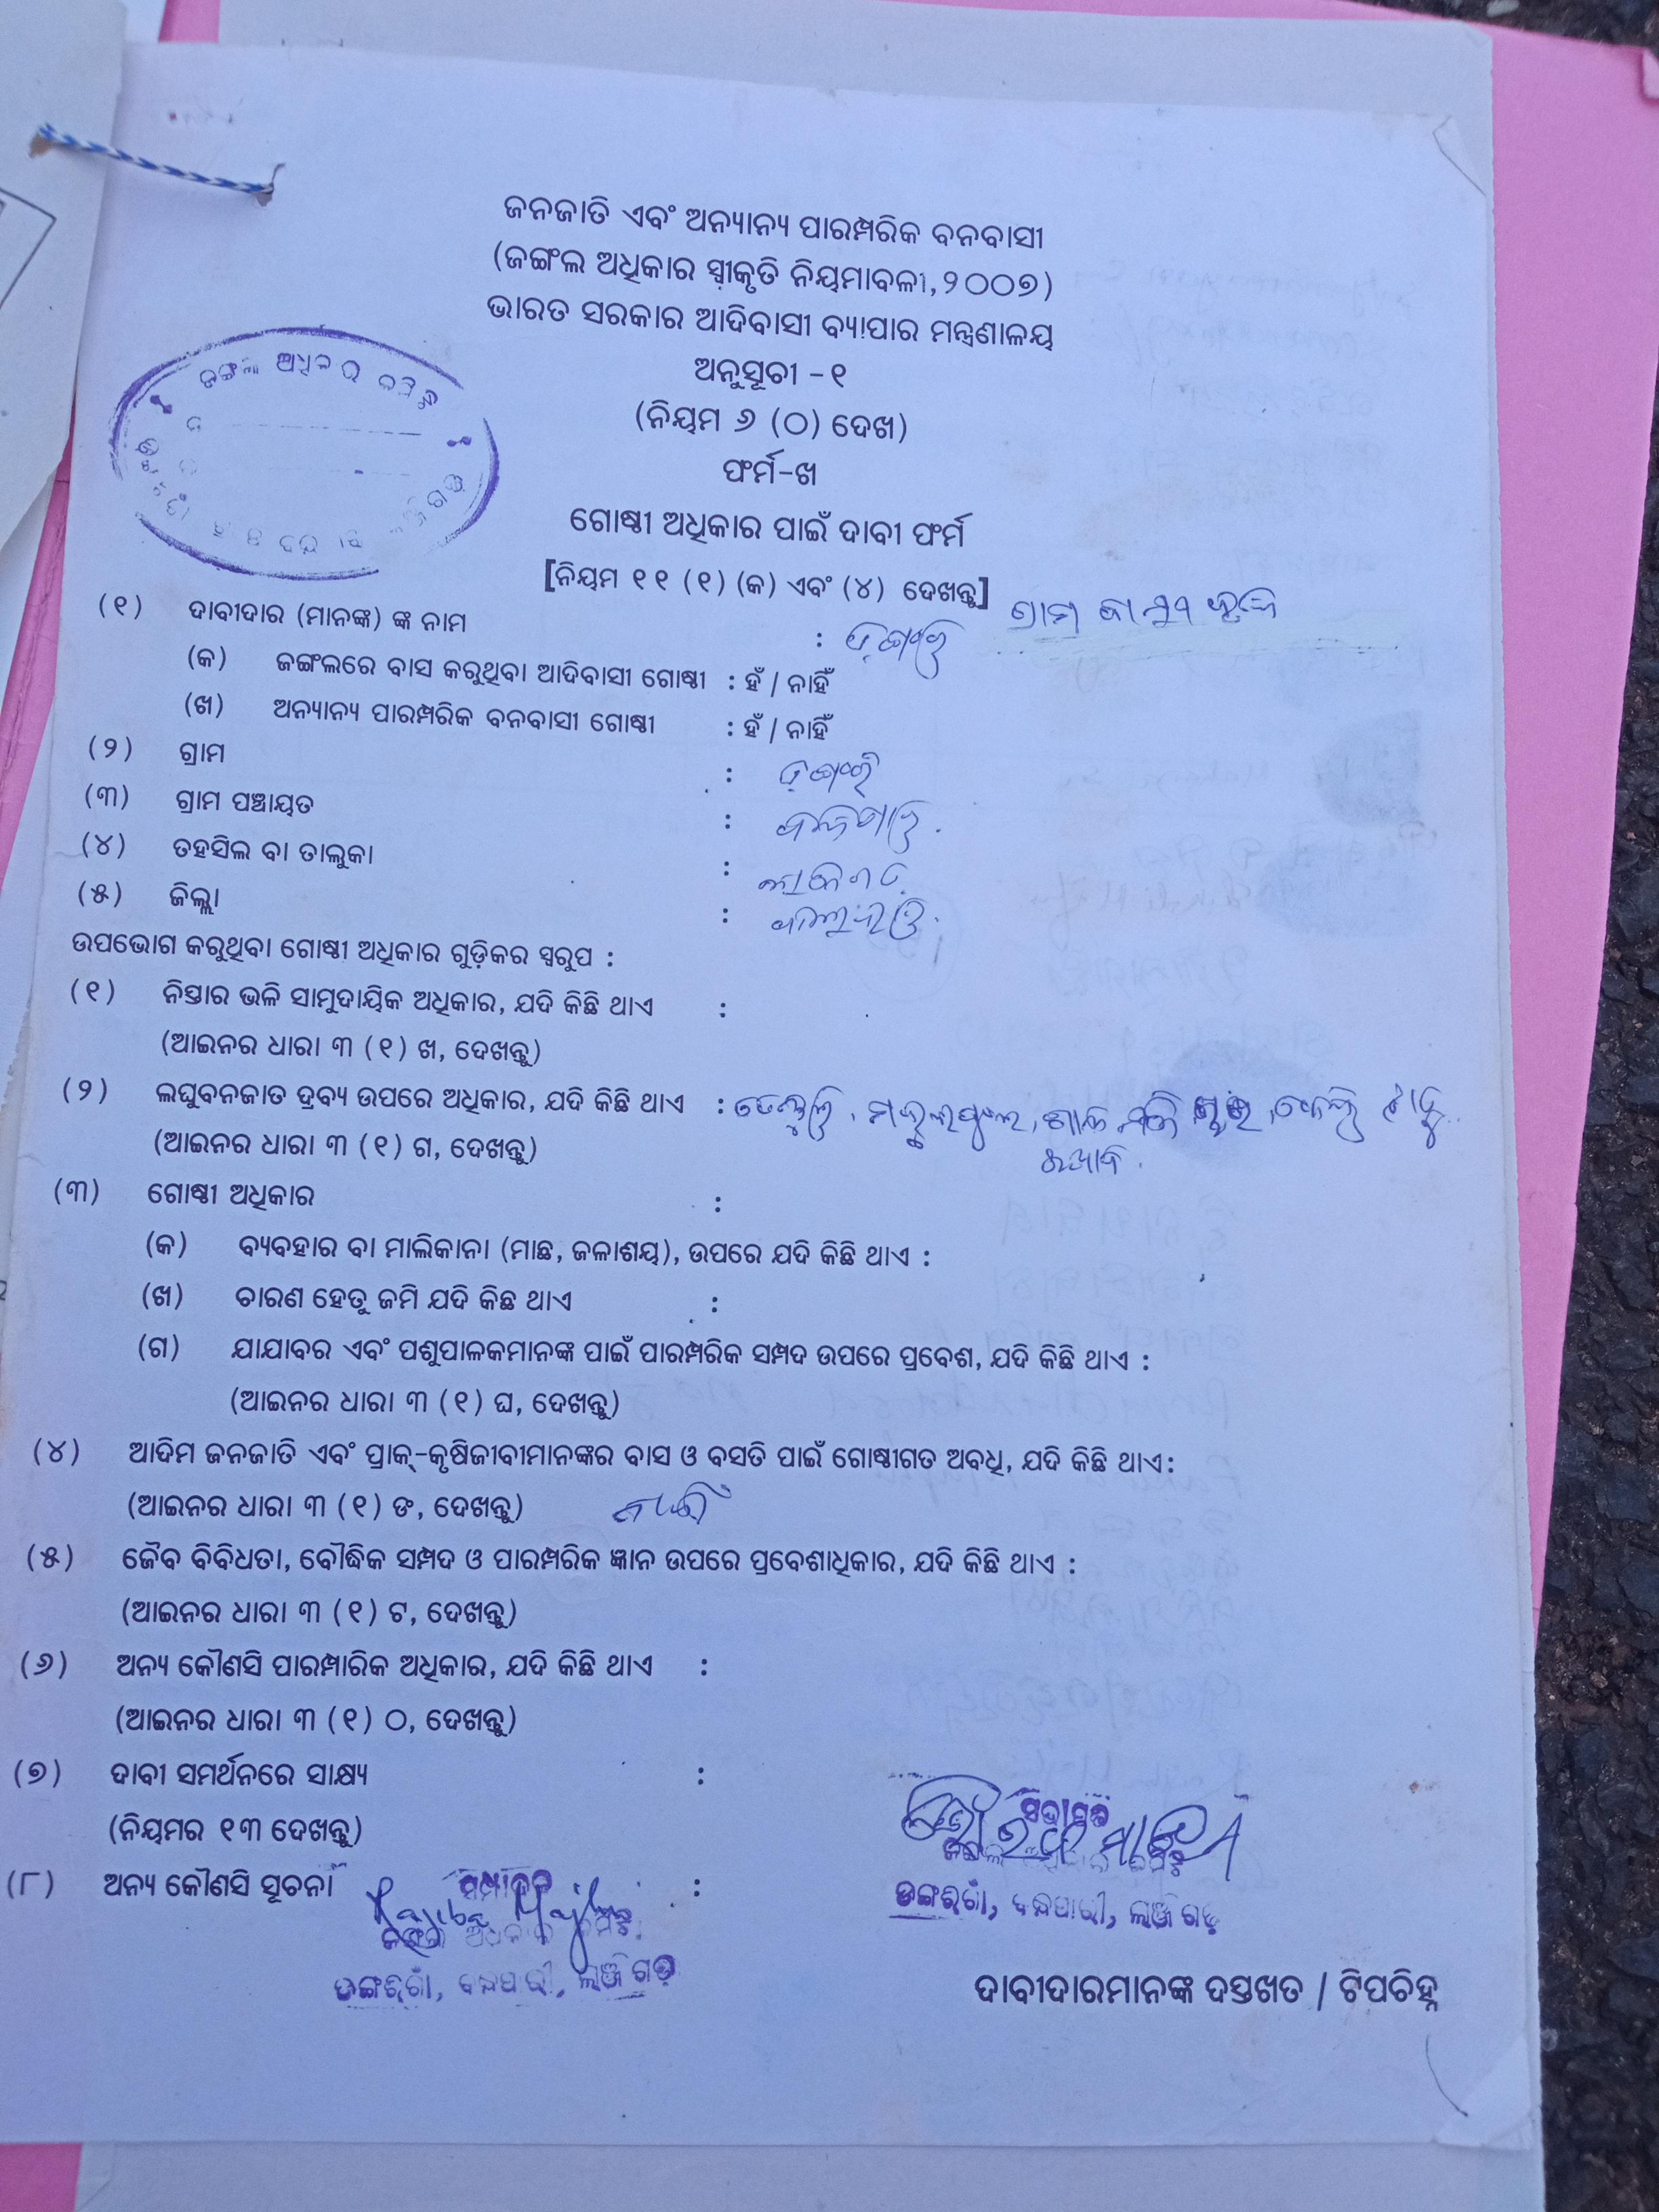 ଜନଜାତି ଏବଂ ଅନ୍ୟାନ୍ୟ ପାରମ୍ପରିକ ବନବାସୀ
(ଜଙ୍ଗଲ ଅଧିକାର ସ୍ୱୀକୃତି ନିୟମାବଳୀ,୨୦୦୭)
ଭାରତ ସରକାର ଆଦିବାସୀ ବ୍ୟାପାର ମନ୍ତ୍ରଣାଳୟ
ଅନୁସୂଚୀ -୧
(ନିୟମ ୬ (ଠ) ଦେଖ)
ଫର୍ମ-ଖ
ଗୋଷ୍ଠୀ ଅଧିକାର ପାଇଁ ଦାବୀ ଫର୍ମ
[ନିୟମ ୧୧ (୧) (କ) ଏବଂ (୪) ଦେଖନ୍ତୁ]
(୧) ଦାବୀଦାର (ମାନଙ୍କ) ଙ୍କ ନାମ : ଗ୍ରାମ
(କ) ଜଙ୍ଗଲରେ ବାସ କରୁଥିବା ଆଦିବାସୀ ଗୋଷ୍ଠୀ : ହଁ / ନାହିଁ
(ଖ) ଅନ୍ୟାନ୍ୟ ପାରମ୍ପରିକ ବନବାସୀ ଗୋଷ୍ଠୀ : ହଁ / ନାହିଁ
(୨) ଗ୍ରାମ :
(୩) ଗ୍ରାମ ପଞ୍ଚାୟତ :
(୪) ତହସିଲ ବା ତାଲୁକା :
(୫) ଜିଲ୍ଲା :
ଉପଭୋଗ କରୁଥିବା ଗୋଷ୍ଠୀ ଅଧିକାର ଗୁଡ଼ିକର ସ୍ୱରୁପ :
(୧) ନିସ୍ତାର ଭଳି ସାମୁଦାୟିକ ଅଧିକାର, ଯଦି କିଛି ଥାଏ :
(ଆଇନର ଧାରା ୩ (୧) ଖ, ଦେଖନ୍ତୁ)
(୨) ଲଘୁବନଜାତ ଦ୍ରବ୍ୟ ଉପରେ ଅଧିକାର, ଯଦି କିଛି ଥାଏ : ତେନ୍ତୁଳି,
(ଆଇନର ଧାରା ୩ (୧) ଗ, ଦେଖନ୍ତୁ) ଇତ୍ୟାଦି.
(୩) ଗୋଷ୍ଠୀ ଅଧିକାର :
(କ) ବ୍ୟବହାର ବା ମାଲିକାନା (ମାଛ, ଜଳାଶୟ), ଉପରେ ଯଦି କିଛି ଥାଏ :
(ଖ) ଚାରଣ ହେତୁ ଜମି ଯଦି କିଛ ଥାଏ :
(ଗ) ଯାଯାବର ଏବଂ ପଶୁପାଳକମାନଙ୍କ ପାଇଁ ପାରମ୍ପରିକ ସମ୍ପଦ ଉପରେ ପ୍ରବେଶ, ଯଦି କିଛି ଥାଏ :
(ଆଇନର ଧାରା ୩ (୧) ଘ, ଦେଖନ୍ତୁ)
(୪) ଆଦିମ ଜନଜାତି ଏବଂ ପ୍ରାକ୍-କୃଷିଜୀବୀମାନଙ୍କର ବାସ ଓ ବସତି ପାଇଁ ଗୋଷ୍ଠୀଗତ ଅବଧି, ଯଦି କିଛି ଥାଏ :
(ଆଇନର ଧାରା ୩ (୧) ଙ, ଦେଖନ୍ତୁ) ନାହିଁ
(୫) ଜୈବ ବିବିଧତା, ବୌଦ୍ଧିକ ସମ୍ପଦ ଓ ପାରମ୍ପରିକ ଜ୍ଞାନ ଉପରେ ପ୍ରବେଶାଧିକାର, ଯଦି କିଛି ଥାଏ :
(ଆଇନର ଧାରା ୩ (୧) ଟ, ଦେଖନ୍ତୁ)
(୬) ଅନ୍ୟ କୌଣସି ପାରମ୍ପାରିକ ଅଧିକାର, ଯଦି କିଛି ଥାଏ :
(ଆଇନର ଧାରା ୩ (୧) ଠ, ଦେଖନ୍ତୁ)
(୭) ଦାବୀ ସମର୍ଥନରେ ସାକ୍ଷ୍ୟ :
(ନିୟମର ୧୩ ଦେଖନ୍ତୁ)
(୮) ଅନ୍ୟ କୌଣସି ସୂଚନା :
Rajiba Majhi
ଦାବୀଦାରମାନଙ୍କ ଦସ୍ତଖତ / ଟିପଚିହ୍ନ